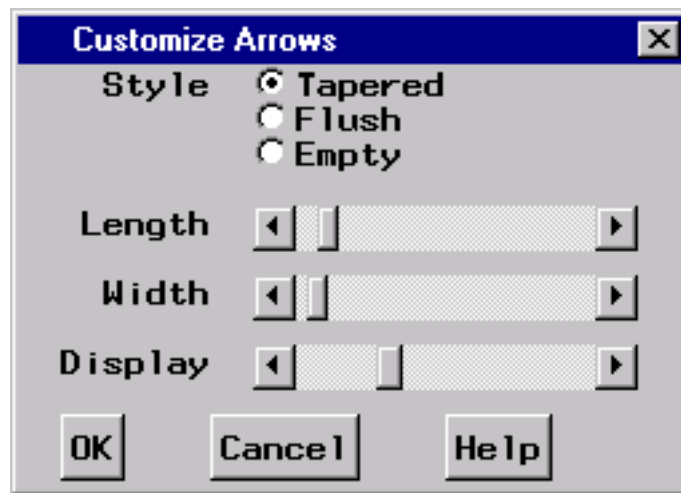 Customize Arrows
Style Tapered
Flush
Empty
Length
Width
Display
OK Cancel Help